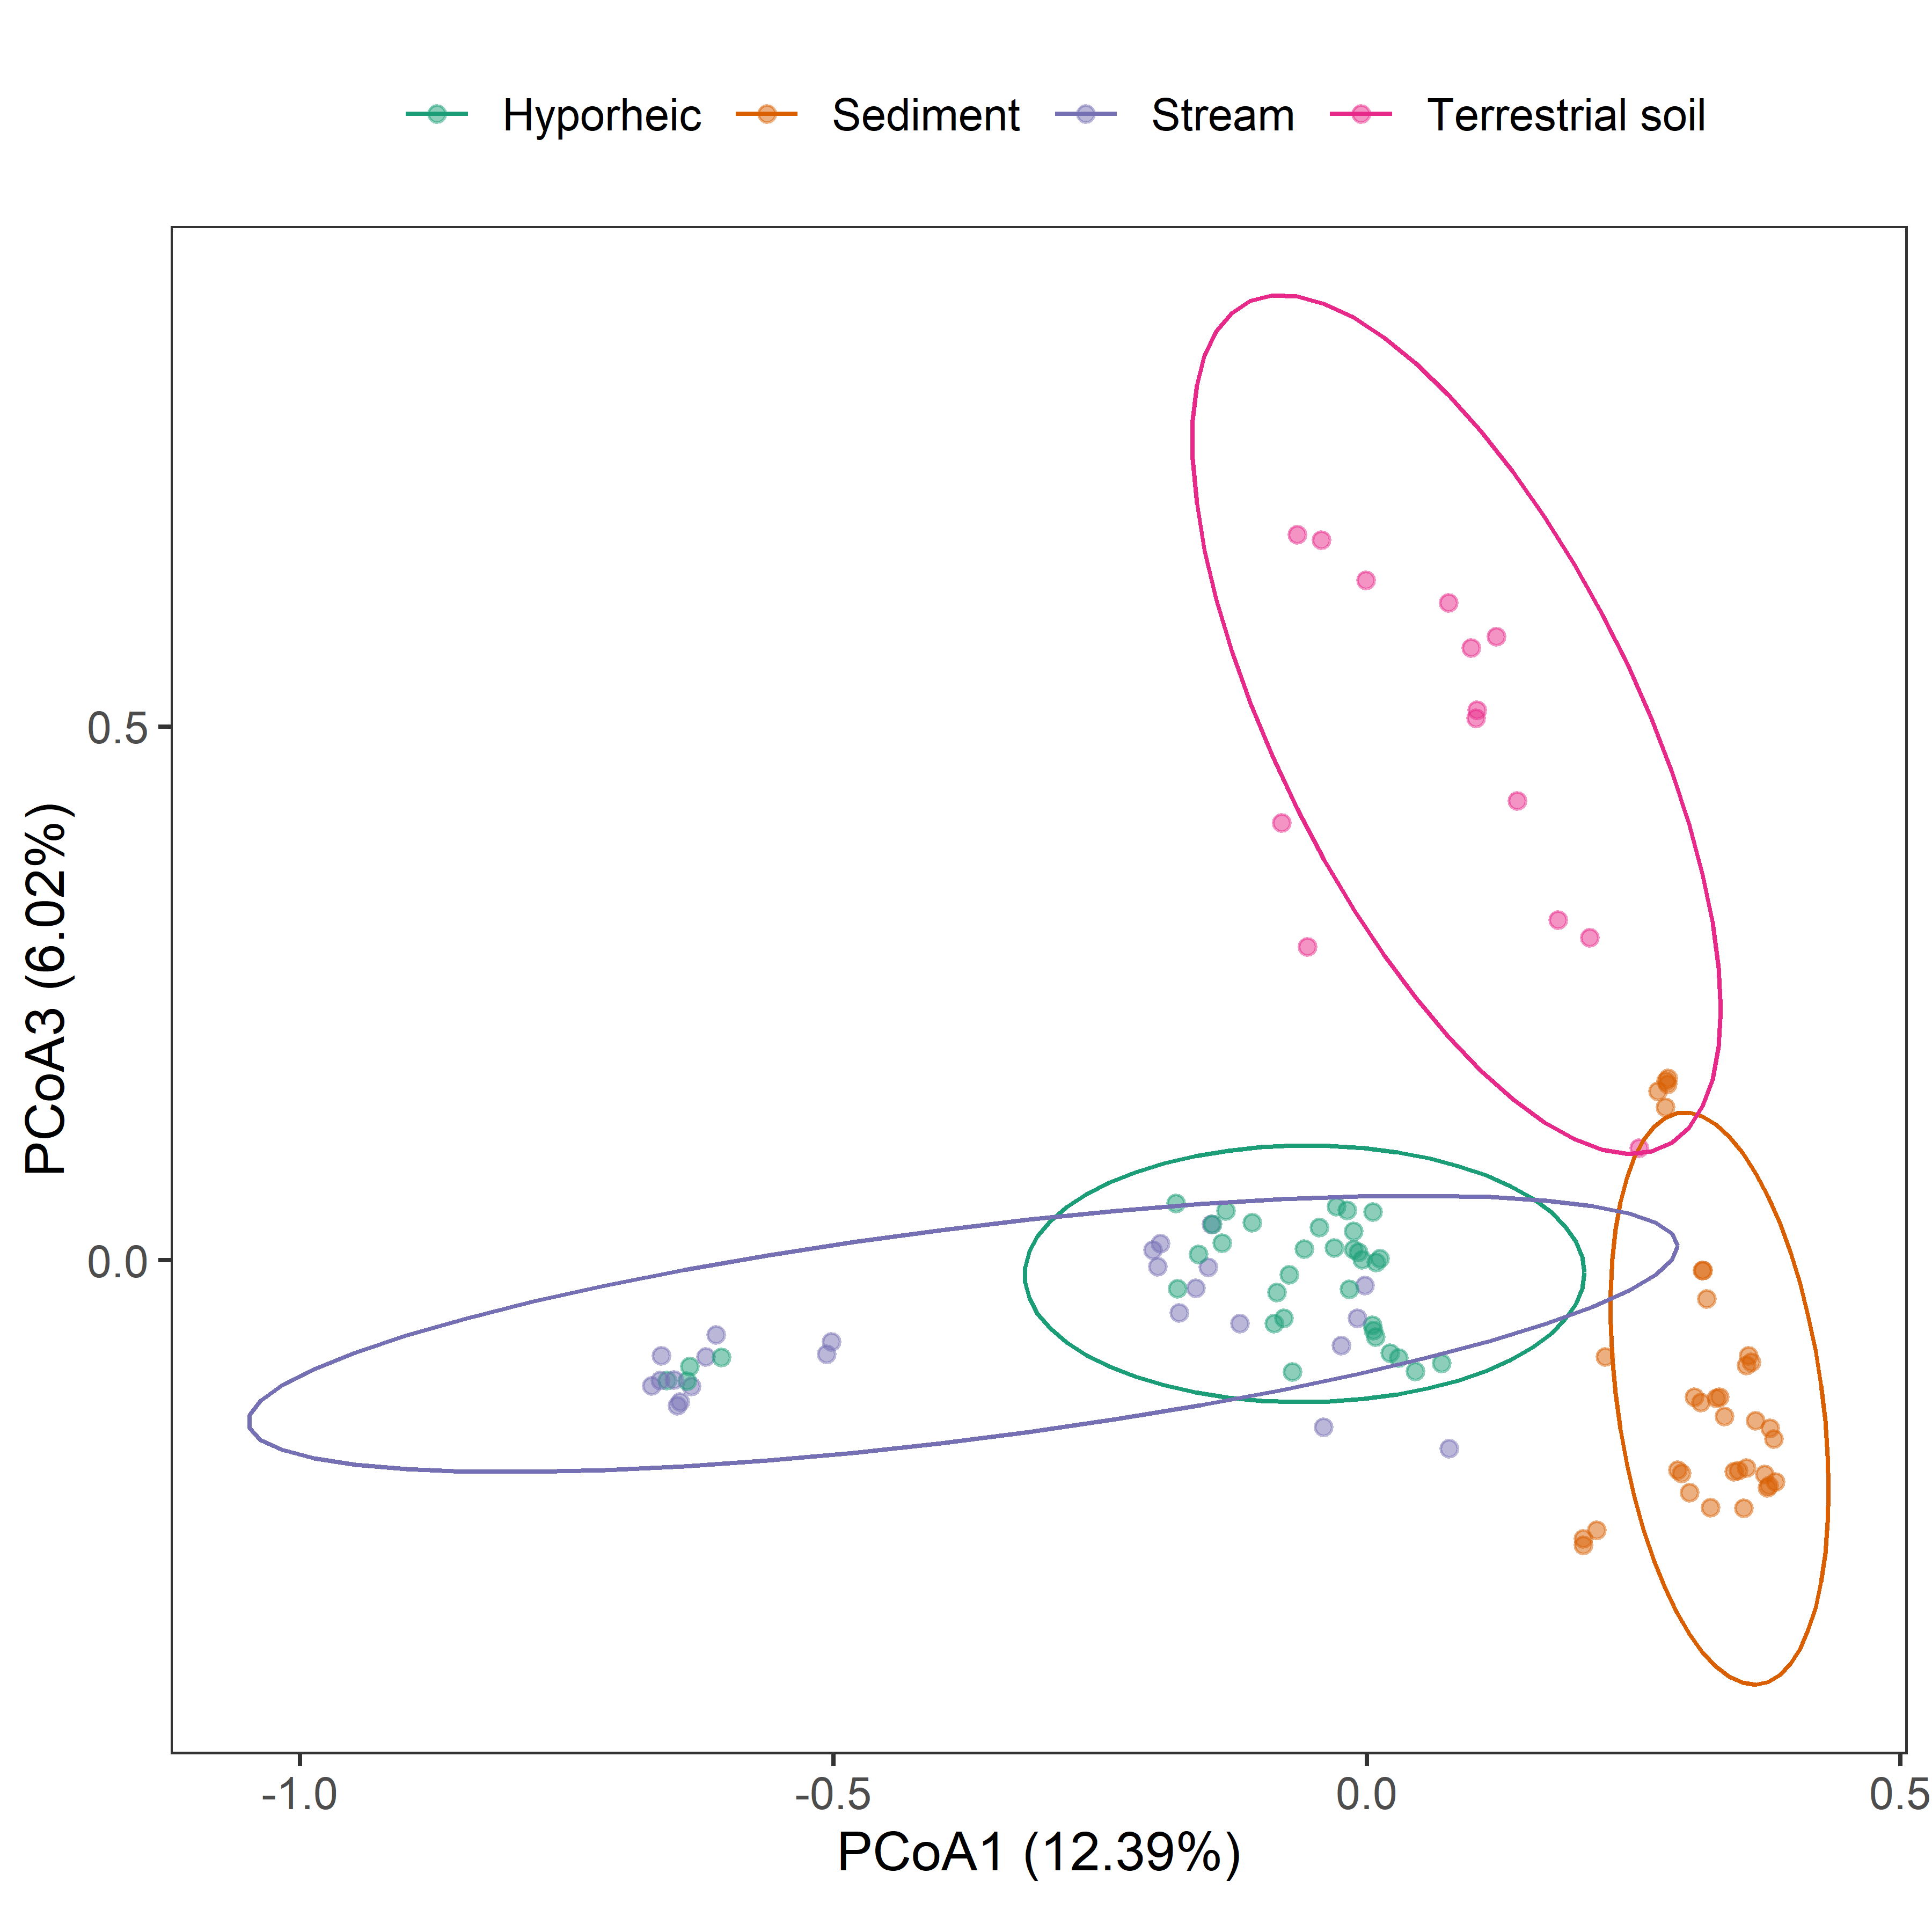 Hyporheic Sediment Stream Terrestrial soil
0.5
0.0
PCoA3 (6.02%)
-1.0 -0.5 0.0 0.5
PCoA1 (12.39%)